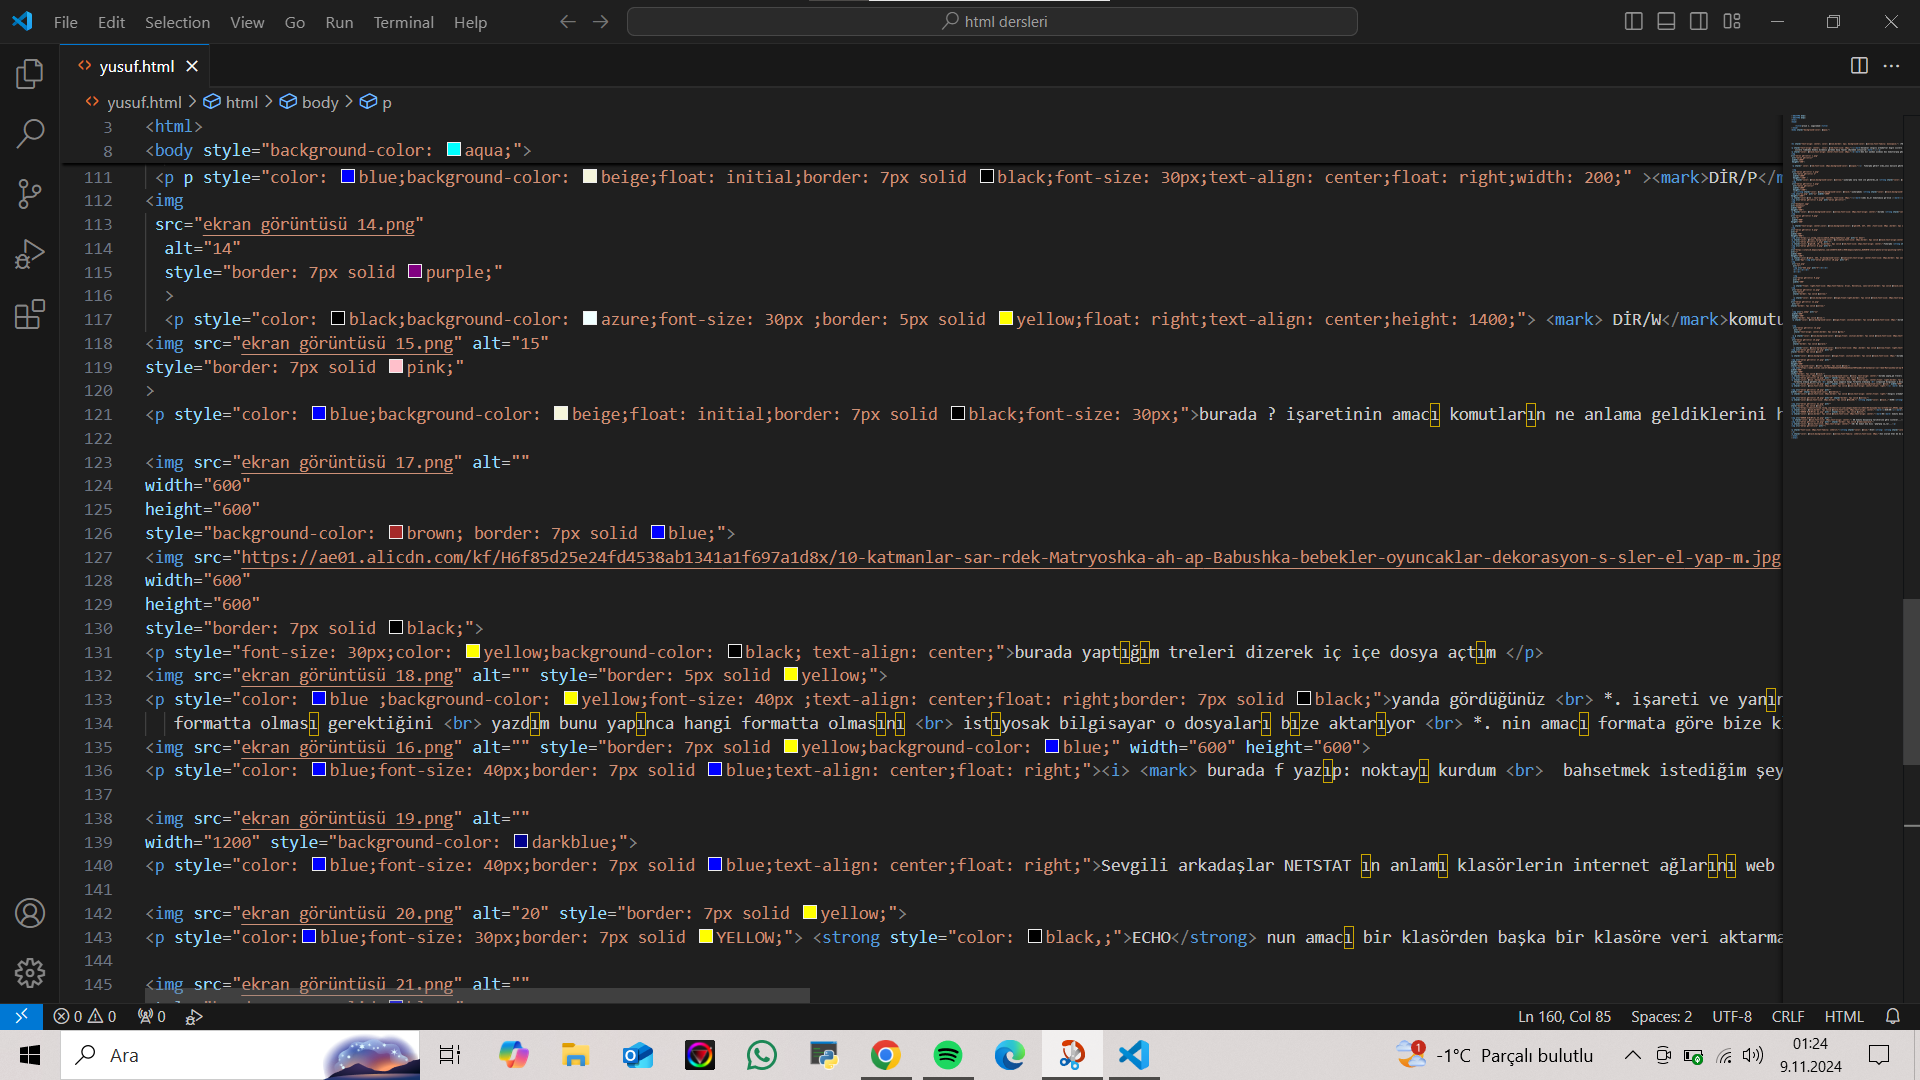 File Edit Selection View Go Run Terminal Help
html dersleri
yusuf.html
yusuf.html > html > body > p
3 <html>
8 <body style="background-color: aqua;">
111 <p p style="color: blue;background-color: beige;float: initial;border: 7px solid black;font-size: 30px;text-align: center;float: right;width: 200;" ><mark>DİR/P</m
112 <img
113 src="ekran görüntüsü 14.png"
114 alt="14"
115 style="border: 7px solid purple;"
116 >
117 <p style="color: black;background-color: azure;font-size: 30px ;border: 5px solid yellow;float: right;text-align: center;height: 1400;"> <mark> DİR/W</mark>komutu
118 <img src="ekran görüntüsü 15.png" alt="15"
119 style="border: 7px solid pink;"
120 >
121 <p style="color: blue;background-color: beige;float: initial;border: 7px solid black;font-size: 30px;">burada ? işaretinin amacı komutların ne anlama geldiklerini h
122
123 <img src="ekran görüntüsü 17.png" alt=""
124 width="600"
125 height="600"
126 style="background-color: brown; border: 7px solid blue;">
127 <img src="https://ae01.alicdn.com/kf/H6f85d25e24fd4538ab1341a1f697a1d8x/10-katmanlar-sar-rdek-Matryoshka-ah-ap-Babushka-bebekler-oyuncaklar-dekorasyon-s-sler-el-yap-m.jpg
128 width="600"
129 height="600"
130 style="border: 7px solid black;">
131 <p style="font-size: 30px;color: yellow;background-color: black; text-align: center;">burada yaptığım treleri dizerek iç içe dosya açtım </p>
132 <img src="ekran görüntüsü 18.png" alt="" style="border: 5px solid yellow;">
133 <p style="color: blue ;background-color: yellow;font-size: 40px ;text-align: center;float: right;border: 7px solid black;">yanda gördüğünüz <br> *. işareti ve yanın
134 formatta olması gerektiğini <br> yazdım bunu yapınca hangi formatta olmasını <br> istıyosak bilgisayar o dosyaları bıze aktarıyor <br> *. nin amacı formata göre bize k
135 <img src="ekran görüntüsü 16.png" alt="" style="border: 7px solid yellow;background-color: blue;" width="600" height="600">
136 <p style="color: blue;font-size: 40px;border: 7px solid blue;text-align: center;float: right;"><i> <mark> burada f yazıp: noktayı kurdum <br>  bahsetmek istediğim şey
137
138 <img src="ekran görüntüsü 19.png" alt=""
139 width="1200" style="background-color: darkblue;">
140 <p style="color: blue;font-size: 40px;border: 7px solid blue;text-align: center;float: right;">Sevgili arkadaşlar NETSTAT ın anlamı klasörlerin internet ağlarını web
141
142 <img src="ekran görüntüsü 20.png" alt="20" style="border: 7px solid yellow;">
143 <p style="color: blue;font-size: 30px;border: 7px solid YELLOW;"> <strong style="color: black,;">ECHO</strong> nun amacı bir klasörden başka bir klasöre veri aktarma
144
145 <img src="ekran görüntüsü 21.png" alt=""
0 0 0
Ln 160, Col 85 Spaces: 2 UTF-8 CRLF HTML
Ara
1
-1°C Parçalı bulutlu
01:24
9.11.2024